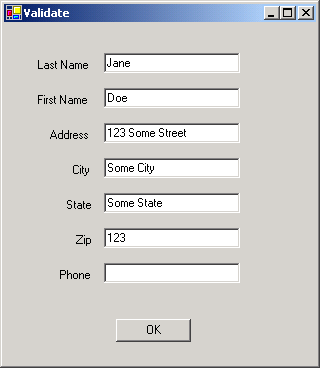 Validate
Last Name Jane
First Name Doe
Address 123 Some Street
City Some City
State Some State
Zip 123
Phone
OK